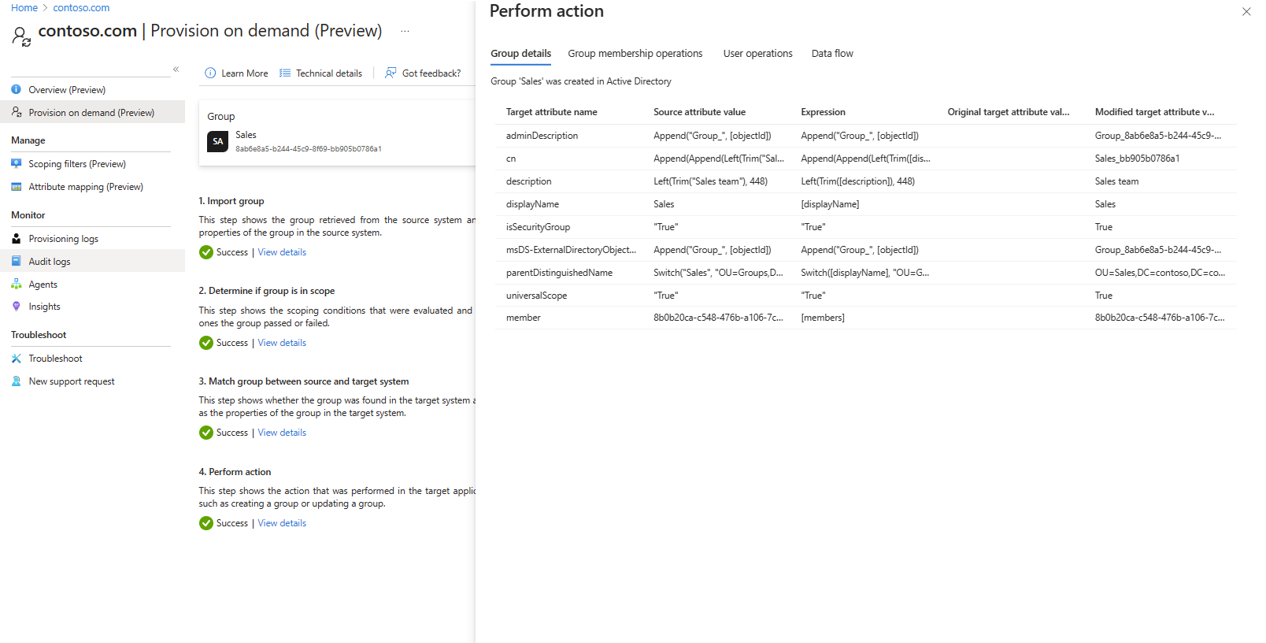 Home > contoso.com
contoso.com | Provision on demand (Preview) ...
«
Overview (Preview)
Provision on demand (Preview)
Manage
Scoping filters (Preview)
Attribute mapping (Preview)
Monitor
Provisioning logs
Audit logs
Agents
Insights
Troubleshoot
Troubleshoot
New support request
Learn More Technical details | Got feedback?
Group
SA
Sales
8ab6e8a5-b244-45c9-8f69-bb905b0786a1
1. Import group
This step shows the group retrieved from the source system an
properties of the group in the source system.
Success | View details
2. Determine if group is in scope
This step shows the scoping conditions that were evaluated and
ones the group passed or failed.
Success | View details
3. Match group between source and target system
This step shows whether the group was found in the target system a
as the properties of the group in the target system.
Success | View details
4. Perform action
This step shows the action that was performed in the target applic
such as creating a group or updating a group.
Success | View details
Perform action
Group details Group membership operations User operations Data flow
Group 'Sales' was created in Active Directory
Target attribute name Source attribute value Expression Original target attribute val... Modified target attribute v...
adminDescription Append("Group_", [objectId]) Append("Group_", [objectId]) Group_8ab6e8a5-b244-45c9-...
cn Append(Append(Left(Trim("Sal... Append(Append(Left(Trim([dis... Sales_bb905b0786a1
description Left(Trim("Sales team"), 448) Left(Trim([description]), 448) Sales team
displayName Sales [displayName] Sales
isSecurityGroup "True" "True" True
msDS-ExternalDirectoryObject... Append("Group_", [objectId]) Append("Group_", [objectId]) Group_8ab6e8a5-b244-45c9-...
parentDistinguishedName Switch("Sales", "OU=Groups,D... Switch([displayName], "OU=G... OU=Sales,DC=contoso,DC=co...
universalScope "True" "True" True
member 8b0b20ca-c548-476b-a106-7c... [members] 8b0b20ca-c548-476b-a106-7c...